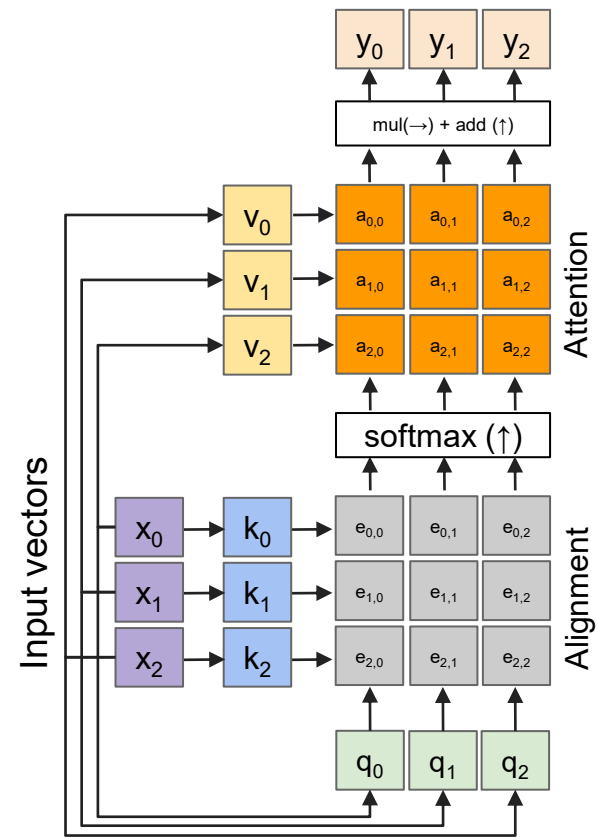 y0 y1 y2
mul(→) + add (↑)
v0 a0,0 a0,1 a0,2
v1 a1,0 a1,1 a1,2
v2 a2,0 a2,1 a2,2
Attention
softmax (↑)
Input vectors
x0 k0 e0,0 e0,1 e0,2
x1 k1 e1,0 e1,1 e1,2
x2 k2 e2,0 e2,1 e2,2
Alignment
q0 q1 q2